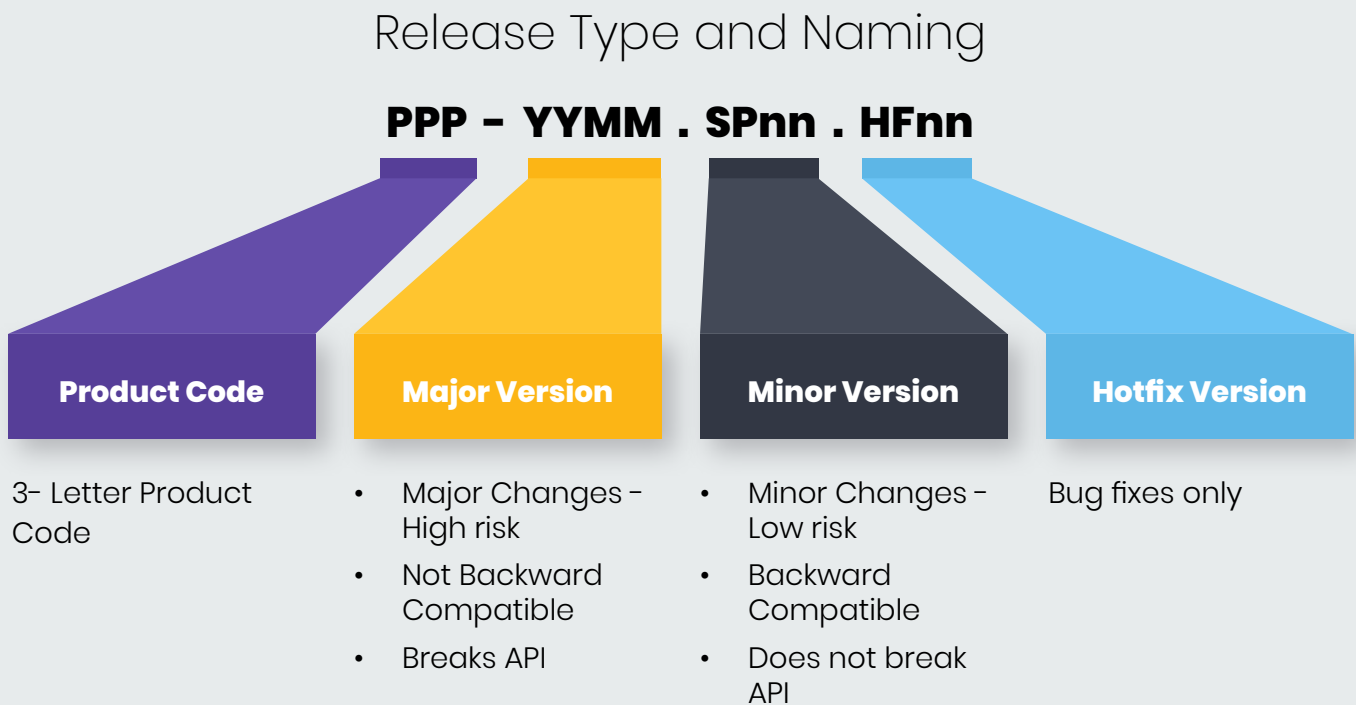 Release Type and Naming
PPP - YYMM . SPnn . HFnn
Product Code
Major Version
Minor Version
Hotfix Version
3- Letter Product
Code
• Major Changes -
High risk
• Not Backward
Compatible
• Breaks API
• Minor Changes -
Low risk
• Backward
Compatible
• Does not break
API
Bug fixes only